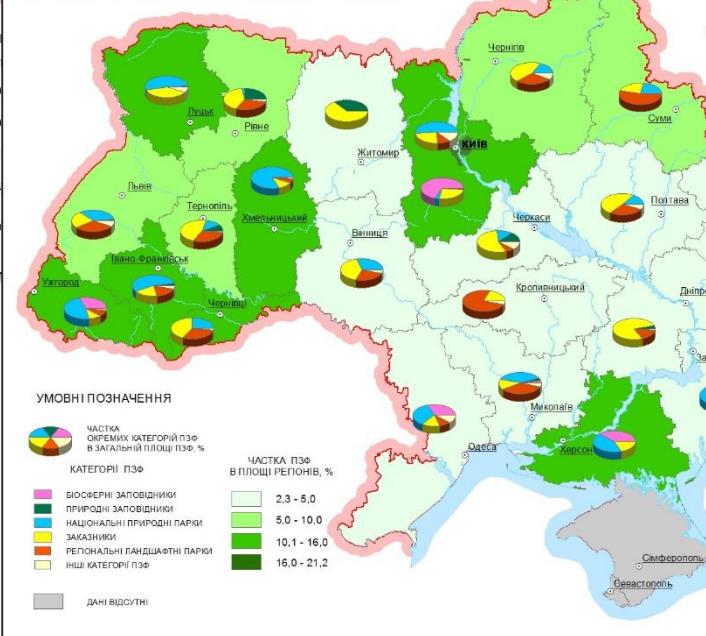 Чернігів
Суми
Луцьк
Рівне
КИЇВ
Житомир
Львів
Тернопіль
Хмельницький
Полтава
Черкаси
Вінниця
Івано-Франківськ
Ужгород
Кропивницький
Чернівці
Дніпро
За
Миколаїв
Одеса
Херсон
Сімферополь
Севастополь
УМОВНІ ПОЗНАЧЕННЯ
ЧАСТКА
ОКРЕМИХ КАТЕГОРІЙ ПЗФ
В ЗАГАЛЬНІЙ ПЛОЩІ ПЗФ, %
КАТЕГОРІЇ ПЗФ
БІОСФЕРНІ ЗАПОВІДНИКИ
ПРИРОДНІ ЗАПОВІДНИКИ
НАЦІОНАЛЬНІ ПРИРОДНІ ПАРКИ
ЗАКАЗНИКИ
РЕГІОНАЛЬНІ ЛАНДШАФТНІ ПАРКИ
ІНШІ КАТЕГОРІЇ ПЗФ
ДАНІ ВІДСУТНІ
ЧАСТКА ПЗФ
В ПЛОЩІ РЕГІОНІВ, %
2,3 - 5,0
5,0 - 10,0
10,1 - 16,0
16,0 - 21,2